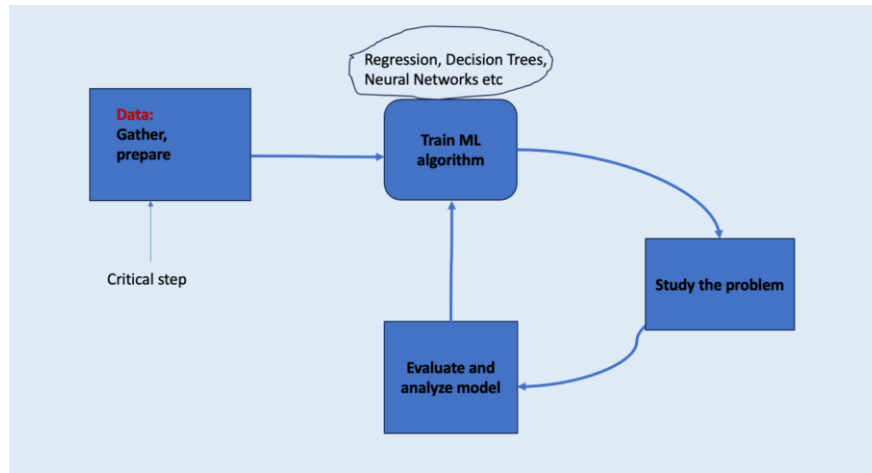 Regression, Decision Trees,
Neural Networks etc
Data:
Gather,
prepare
Train ML
algorithm
Critical step
Study the problem
Evaluate and
analyze model